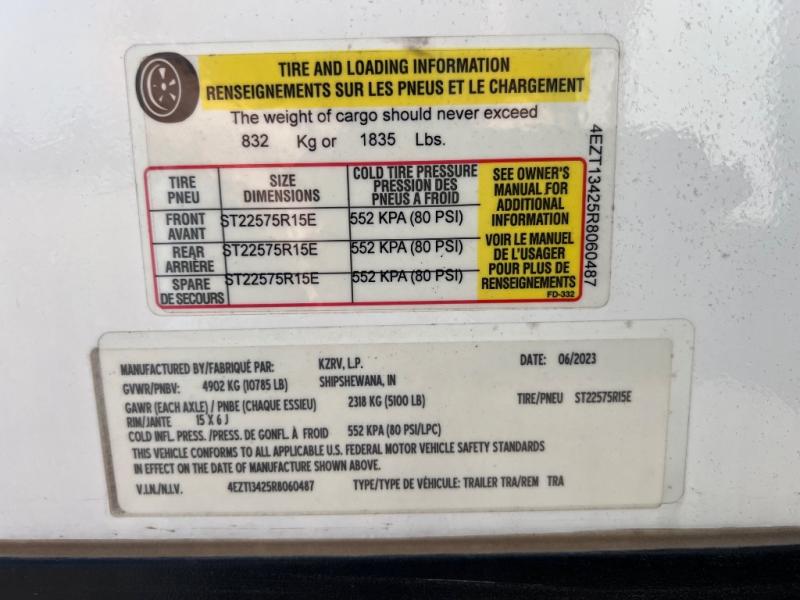 TIRE AND LOADING INFORMATION
RENSEIGNEMENTS SUR LES PNEUS ET LE CHARGEMENT
The weight of cargo should never exceed
832 Kg or 1835 Lbs.
TIRE PNEU
SIZE DIMENSIONS
COLD TIRE PRESSURE
PRESSION DES
PNEUS A FROID
FRONT AVANT
ST22575R15E
552 KPA (80 PSI)
REAR ARRIÈRE
ST22575R15E
552 KPA (80 PSI)
SPARE DE SECOURS
552 KPA (80 PSI)
SEE OWNER'S
MANUAL FOR
ADDITIONAL
INFORMATION
VOIR LE MANUEL
DE L'USAGER
POUR PLUS DE
RENSEIGNEMENTS
FD-332
4EZT13425R8060487
MANUFACTURED BY/FABRIQUÉ PAR: KZRV, L.P. DATE: 06/2023
GVWR/PNBV: 4902 KG (10785 LB) SHIPSHEWANA, IN
GAWR (EACH AXLE) / PNBE (CHAQUE ESSIEU) 2318 KG (5100 LB) TIRE/PNEU ST22575R15E
RIM/JANTE 15 X 6 J
COLD INFL. PRESS. /PRESS. DE GONFL. À FROID 552 KPA (80 PSI/LPC)
THIS VEHICLE CONFORMS TO ALL APPLICABLE U.S. FEDERAL MOTOR VEHICLE SAFETY STANDARDS
IN EFFECT ON THE DATE OF MANUFACTURE SHOWN ABOVE.
V.I.N./N.I.V. 4EZT13425R8060487 TYPE/TYPE DE VÉHICULE: TRAILER TRA/REM TRA